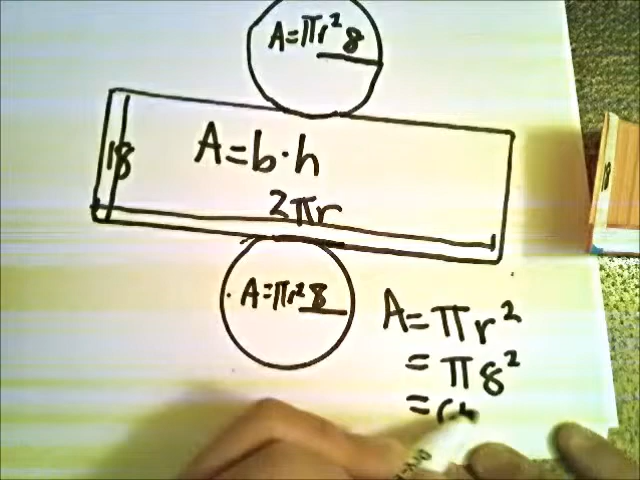 A=πr² 8
18
A=b·h
2πr
A=πr² 8
A=πr²
=π8²
=